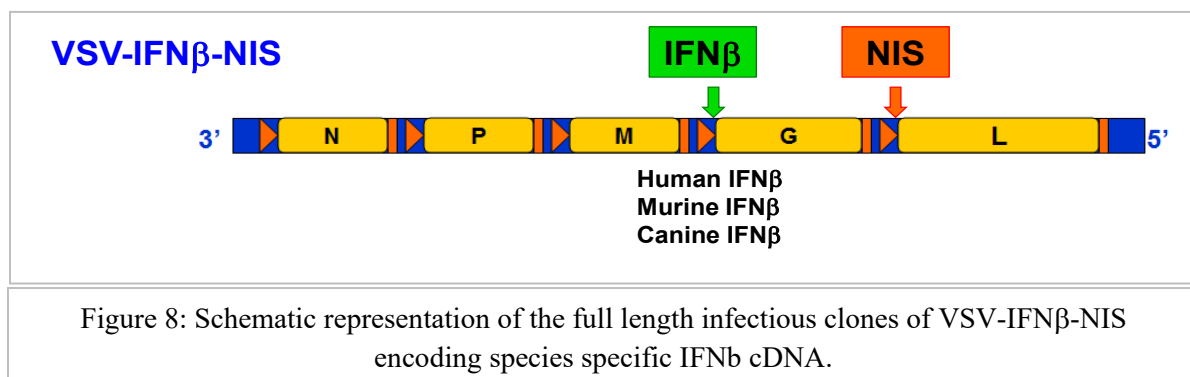 VSV-IFNβ-NIS
IFNβ
NIS
3’
N
P
M
G
L
5’
Human IFNβ
Murine IFNβ
Canine IFNβ
Figure 8: Schematic representation of the full length infectious clones of VSV-IFNβ-NIS
encoding species specific IFNb cDNA.